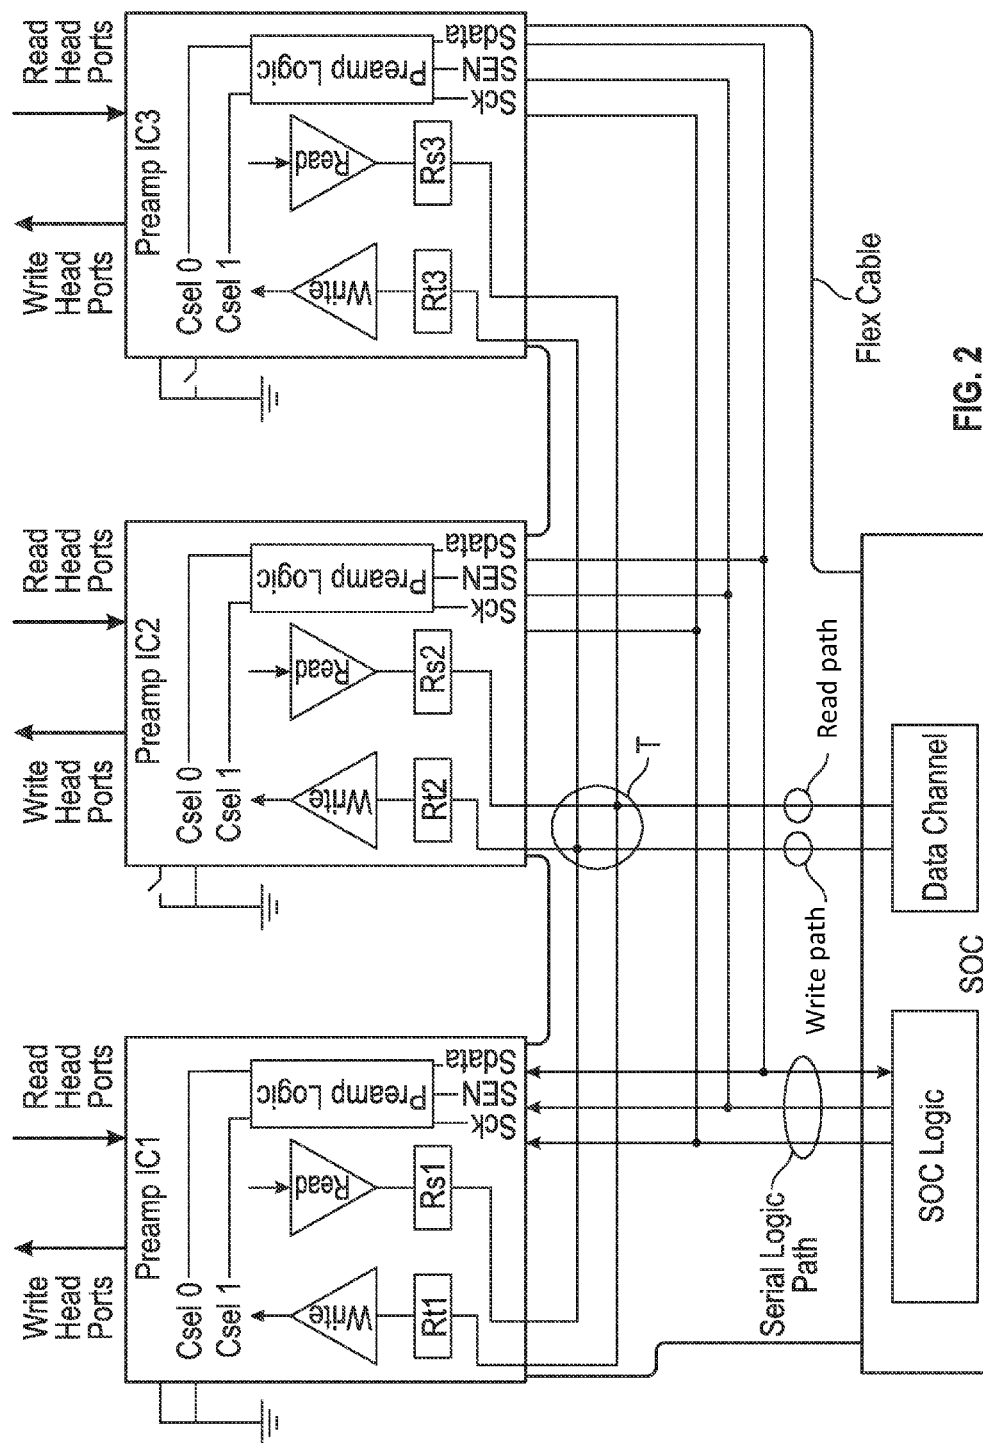 Write
Head
Ports
Read
Head
Ports
Preamp IC1
Csel 0
Csel 1
Write
Read
Preamp Logic
Rt1
Rs1
Sck
SEN
Sdata
Write
Head
Ports
Read
Head
Ports
Preamp IC2
Csel 0
Csel 1
Write
Read
Preamp Logic
Rt2
Rs2
Sck
SEN
Sdata
Write
Head
Ports
Read
Head
Ports
Preamp IC3
Csel 0
Csel 1
Write
Read
Preamp Logic
Rt3
Rs3
Sck
SEN
Sdata
T
Serial Logic
Path
Write path
Read path
Flex Cable
SOC Logic
Data Channel
SOC
FIG. 2